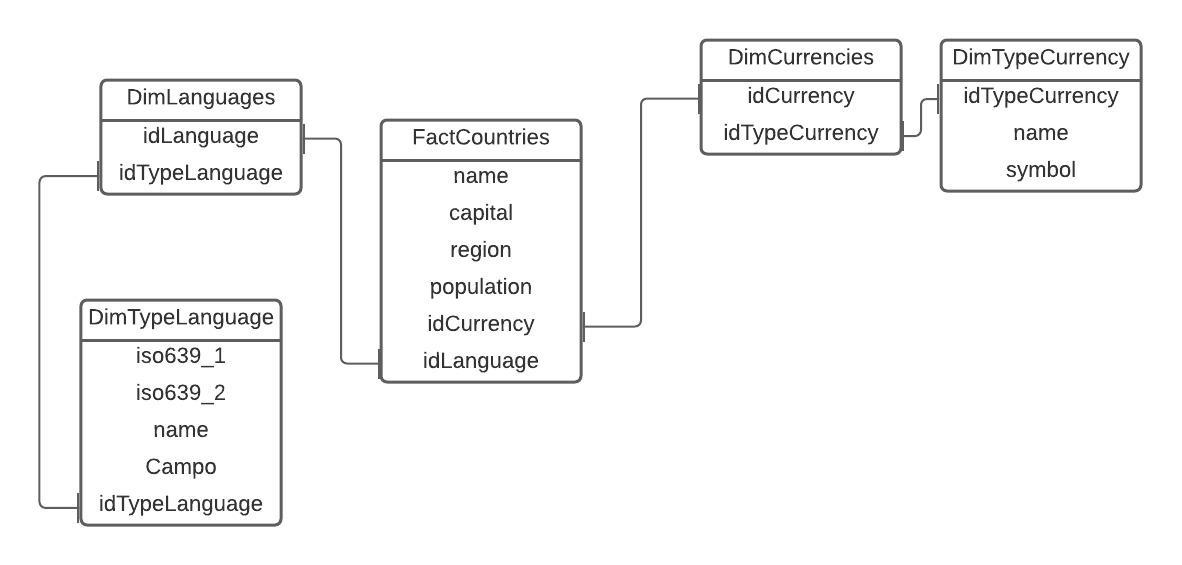 DimLanguages
idLanguage
idTypeLanguage
DimTypeLanguage
iso639_1
iso639_2
name
Campo
idTypeLanguage
FactCountries
name
capital
region
population
idCurrency
idLanguage
DimCurrencies
idCurrency
idTypeCurrency
DimTypeCurrency
idTypeCurrency
name
symbol